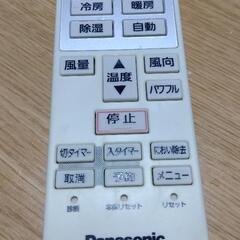 冷房 暖房
除湿 自動
風量 温度 風向
パワフル
停止
切タイマー 入タイマー におい除去
取消 予約 メニュー
診断 リセット
Panasonic